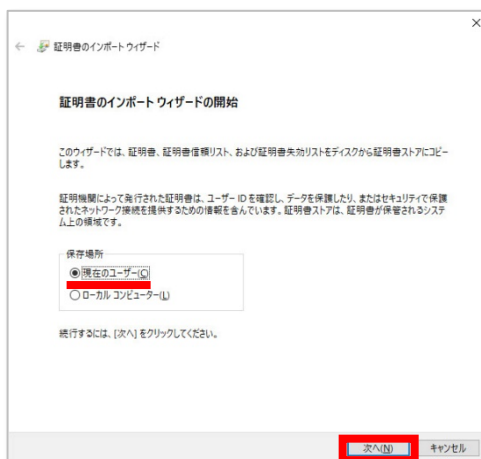 証明書のインポート ウィザード
証明書のインポート ウィザードの開始
このウィザードでは、証明書、証明書信頼リスト、および証明書失効リストをディスクから証明書ストアにコピー
します。
証明機関によって発行された証明書は、ユーザー ID を確認し、データを保護したり、またはセキュリティで保護
されたネットワーク接続を提供するための情報を含んでいます。証明書ストアは、証明書が保管されるシステ
ム上の領域です。
保存場所
現在のユーザー(C)
ローカル コンピューター(L)
続行するには、[次へ] をクリックしてください。
次へ(N)
キャンセル